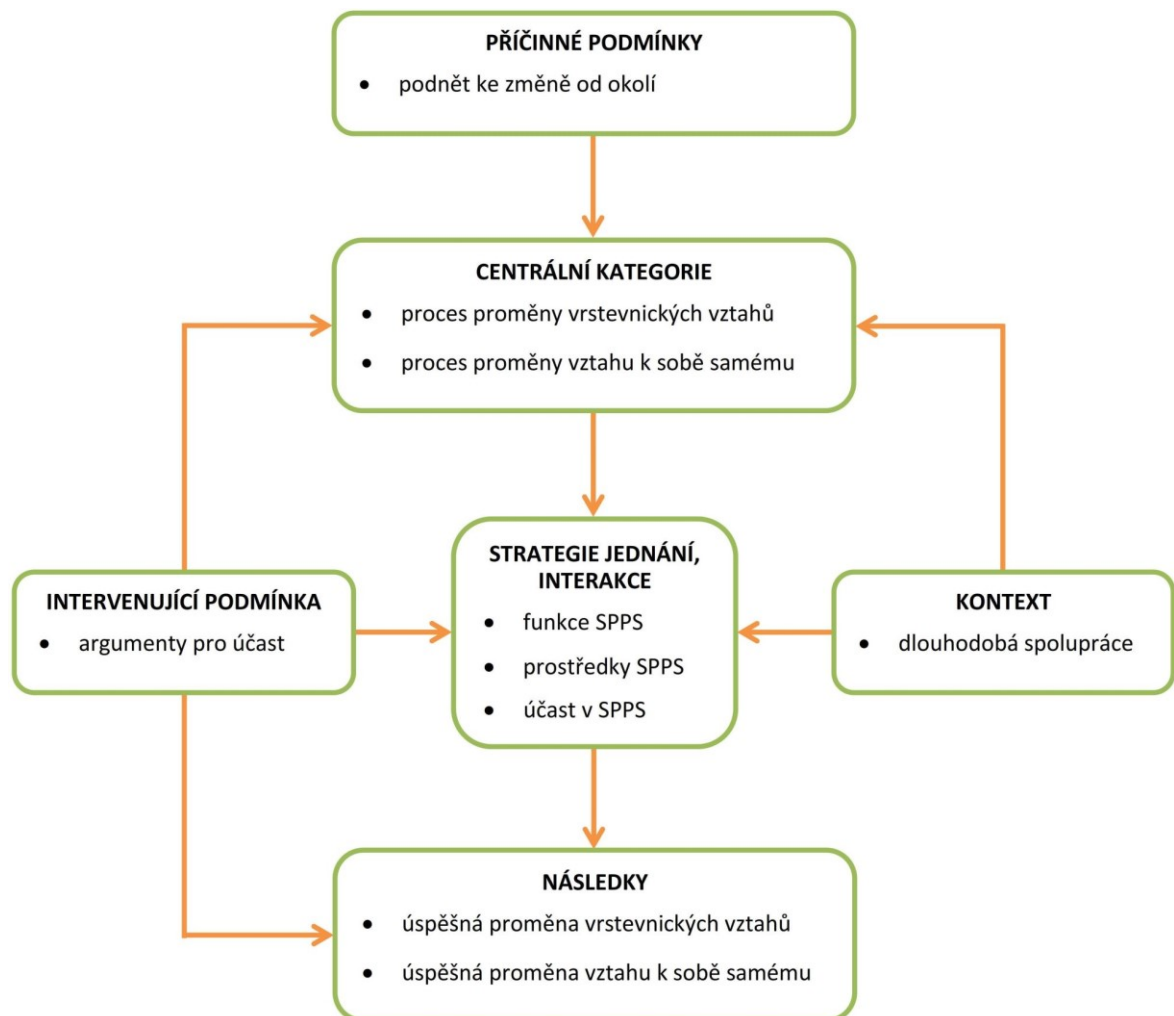 PŘÍČINNÉ PODMÍNKY
• podnět ke změně od okolí
CENTRÁLNÍ KATEGORIE
• proces proměny vrstevnických vztahů
• proces proměny vztahu k sobě samému
INTERVENUJÍCÍ PODMÍNKA
• argumenty pro účast
STRATEGIE JEDNÁNÍ,
INTERAKCE
• funkce SPPS
• prostředky SPPS
• účast v SPPS
KONTEXT
• dlouhodobá spolupráce
NÁSLEDKY
• úspěšná proměna vrstevnických vztahů
• úspěšná proměna vztahu k sobě samému